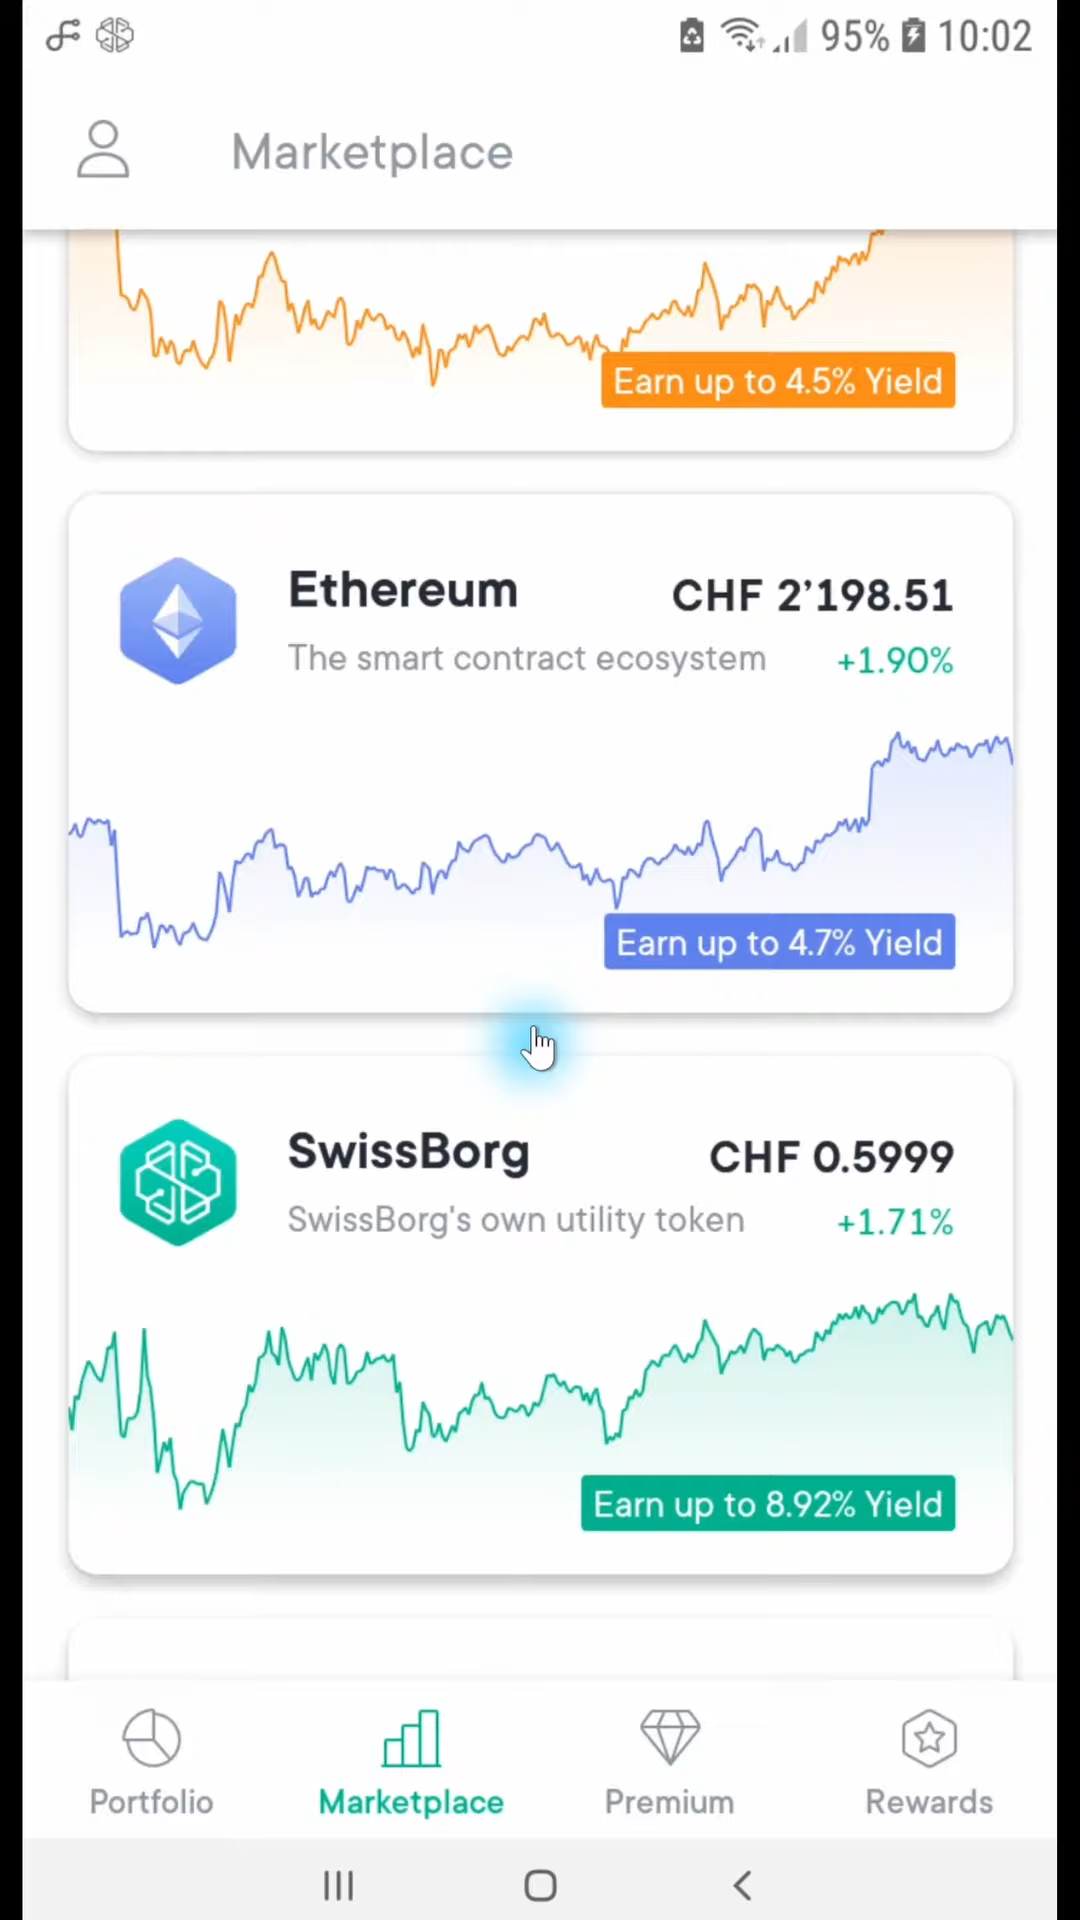 95% 10:02
Marketplace
Earn up to 4.5% Yield
Ethereum CHF 2’198.51
The smart contract ecosystem +1.90%
Earn up to 4.7% Yield
SwissBorg CHF 0.5999
SwissBorg's own utility token +1.71%
Earn up to 8.92% Yield
Portfolio Marketplace Premium Rewards